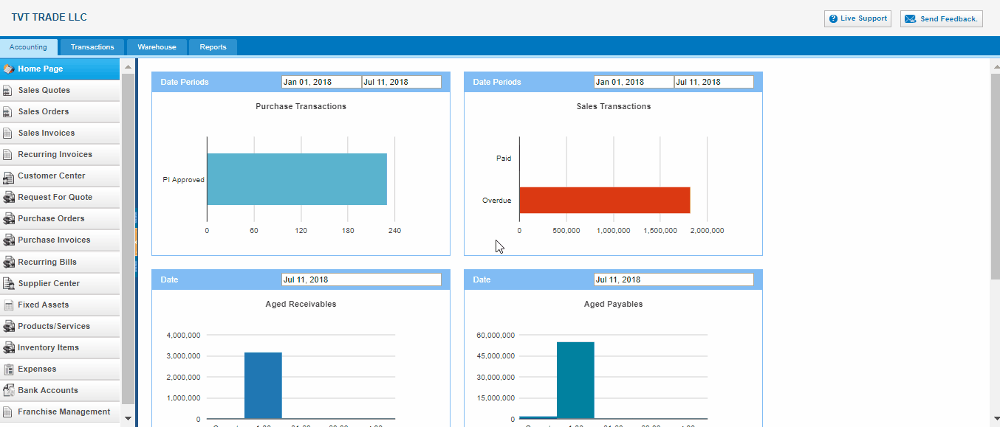 TVT TRADE LLC
Live Support
Send Feedback.
Accounting
Transactions
Warehouse
Reports
Home Page
Sales Quotes
Sales Orders
Sales Invoices
Recurring Invoices
Customer Center
Request For Quote
Purchase Orders
Purchase Invoices
Recurring Bills
Supplier Center
Fixed Assets
Products/Services
Inventory Items
Expenses
Bank Accounts
Franchise Management
Date Periods
Jan 01, 2018
Jul 11, 2018
Purchase Transactions
PI Approved
0 60 120 180 240
Date Periods
Jan 01, 2018
Jul 11, 2018
Sales Transactions
Paid
Overdue
0 500,000 1,000,000 1,500,000 2,000,000
Date
Jul 11, 2018
Aged Receivables
4,000,000
3,000,000
2,000,000
1,000,000
0
Date
Jul 11, 2018
Aged Payables
60,000,000
45,000,000
30,000,000
15,000,000
0